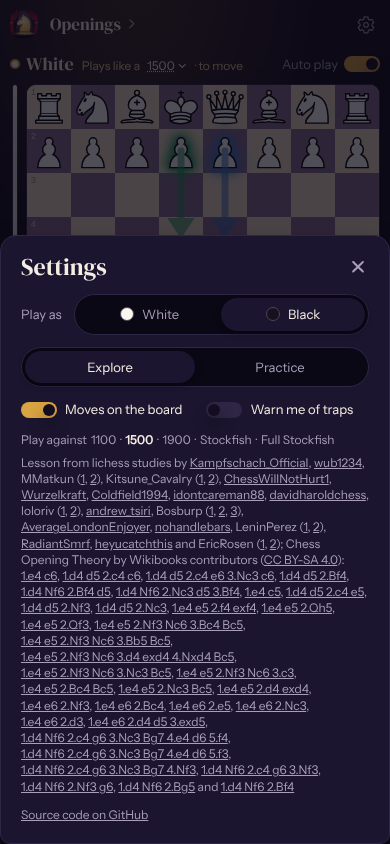 Openings
White Plays like a 1500 · to move Auto play
1
2
3
4
Settings
Play as White Black
Explore Practice
Moves on the board Warn me of traps
Play against 1100 · 1500 · 1900 · Stockfish · Full Stockfish
Lesson from lichess studies by Kampfschach_Official, wub1234,
MMatkun (1, 2), Kitsune_Cavalry (1, 2), ChessWillNotHurt1,
Wurzelkraft, Coldfield1994, idontcareman88, davidharoldchess,
loloriv (1, 2), andrew_tsiri, Bosburp (1, 2, 3),
AverageLondonEnjoyer, nohandlebars, LeninPerez (1, 2),
RadiantSmrf, heyucatchthis and EricRosen (1, 2); Chess
Opening Theory by Wikibooks contributors (CC BY-SA 4.0):
1.e4 c6, 1.d4 d5 2.c4 c6, 1.d4 d5 2.c4 e6 3.Nc3 c6, 1.d4 d5 2.Bf4,
1.d4 Nf6 2.Bf4 d5, 1.d4 Nf6 2.Nc3 d5 3.Bf4, 1.e4 c5, 1.d4 d5 2.c4 e5,
1.d4 d5 2.Nf3, 1.d4 d5 2.Nc3, 1.e4 e5 2.f4 exf4, 1.e4 e5 2.Qh5,
1.e4 e5 2.Qf3, 1.e4 e5 2.Nf3 Nc6 3.Bc4 Bc5,
1.e4 e5 2.Nf3 Nc6 3.Bb5 Bc5,
1.e4 e5 2.Nf3 Nc6 3.d4 exd4 4.Nxd4 Bc5,
1.e4 e5 2.Nf3 Nc6 3.Nc3 Bc5, 1.e4 e5 2.Nf3 Nc6 3.c3,
1.e4 e5 2.Bc4 Bc5, 1.e4 e5 2.Nc3 Bc5, 1.e4 e5 2.d4 exd4,
1.e4 e6 2.Nf3, 1.e4 e6 2.Bc4, 1.e4 e6 2.e5, 1.e4 e6 2.Nc3,
1.e4 e6 2.d3, 1.e4 e6 2.d4 d5 3.exd5,
1.d4 Nf6 2.c4 g6 3.Nc3 Bg7 4.e4 d6 5.f4,
1.d4 Nf6 2.c4 g6 3.Nc3 Bg7 4.e4 d6 5.f3,
1.d4 Nf6 2.c4 g6 3.Nc3 Bg7 4.Nf3, 1.d4 Nf6 2.c4 g6 3.Nf3,
1.d4 Nf6 2.Nf3 g6, 1.d4 Nf6 2.Bg5 and 1.d4 Nf6 2.Bf4
Source code on GitHub